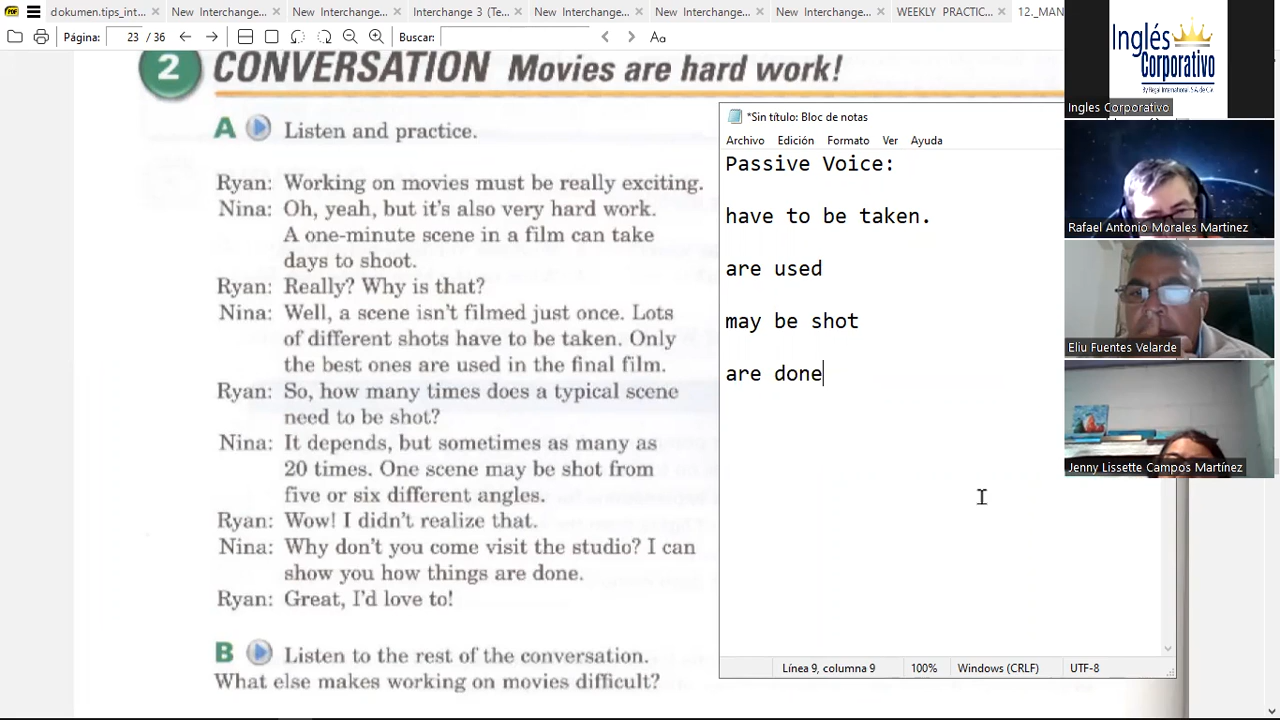 dokumen.tips_int...
New Interchange...
New Interchange...
Interchange 3 (Te...
New Interchange...
New Interchange...
New Interchange...
WEEKLY PRACTIC...
12._MAN
Página: 23 / 36
Buscar:
Aa
2 CONVERSATION Movies are hard work!
A Listen and practice.
Ryan: Working on movies must be really exciting.
Nina: Oh, yeah, but it's also very hard work.
A one-minute scene in a film can take
days to shoot.
Ryan: Really? Why is that?
Nina: Well, a scene isn't filmed just once. Lots
of different shots have to be taken. Only
the best ones are used in the final film.
Ryan: So, how many times does a typical scene
need to be shot?
Nina: It depends, but sometimes as many as
20 times. One scene may be shot from
five or six different angles.
Ryan: Wow! I didn't realize that.
Nina: Why don't you come visit the studio? I can
show you how things are done.
Ryan: Great, I'd love to!
B Listen to the rest of the conversation.
What else makes working on movies difficult?
*Sin título: Bloc de notas
Archivo Edición Formato Ver Ayuda
Passive Voice:
have to be taken.
are used
may be shot
are done
Línea 9, columna 9 100% Windows (CRLF) UTF-8
Inglés
Corporativo
By Regal International, S.A. de C.V.
Ingles Corporativo
Rafael Antonio Morales Martinez
Eliu Fuentes Velarde
Jenny Lissette Campos Martínez